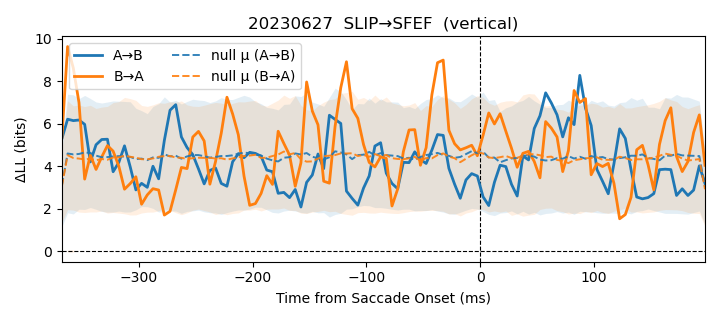 20230627  SLIP→SFEF  (vertical)
10
8
6
4
2
0
ΔLL (bits)
A→B
B→A
null μ (A→B)
null μ (B→A)
−300
−200
−100
0
100
Time from Saccade Onset (ms)